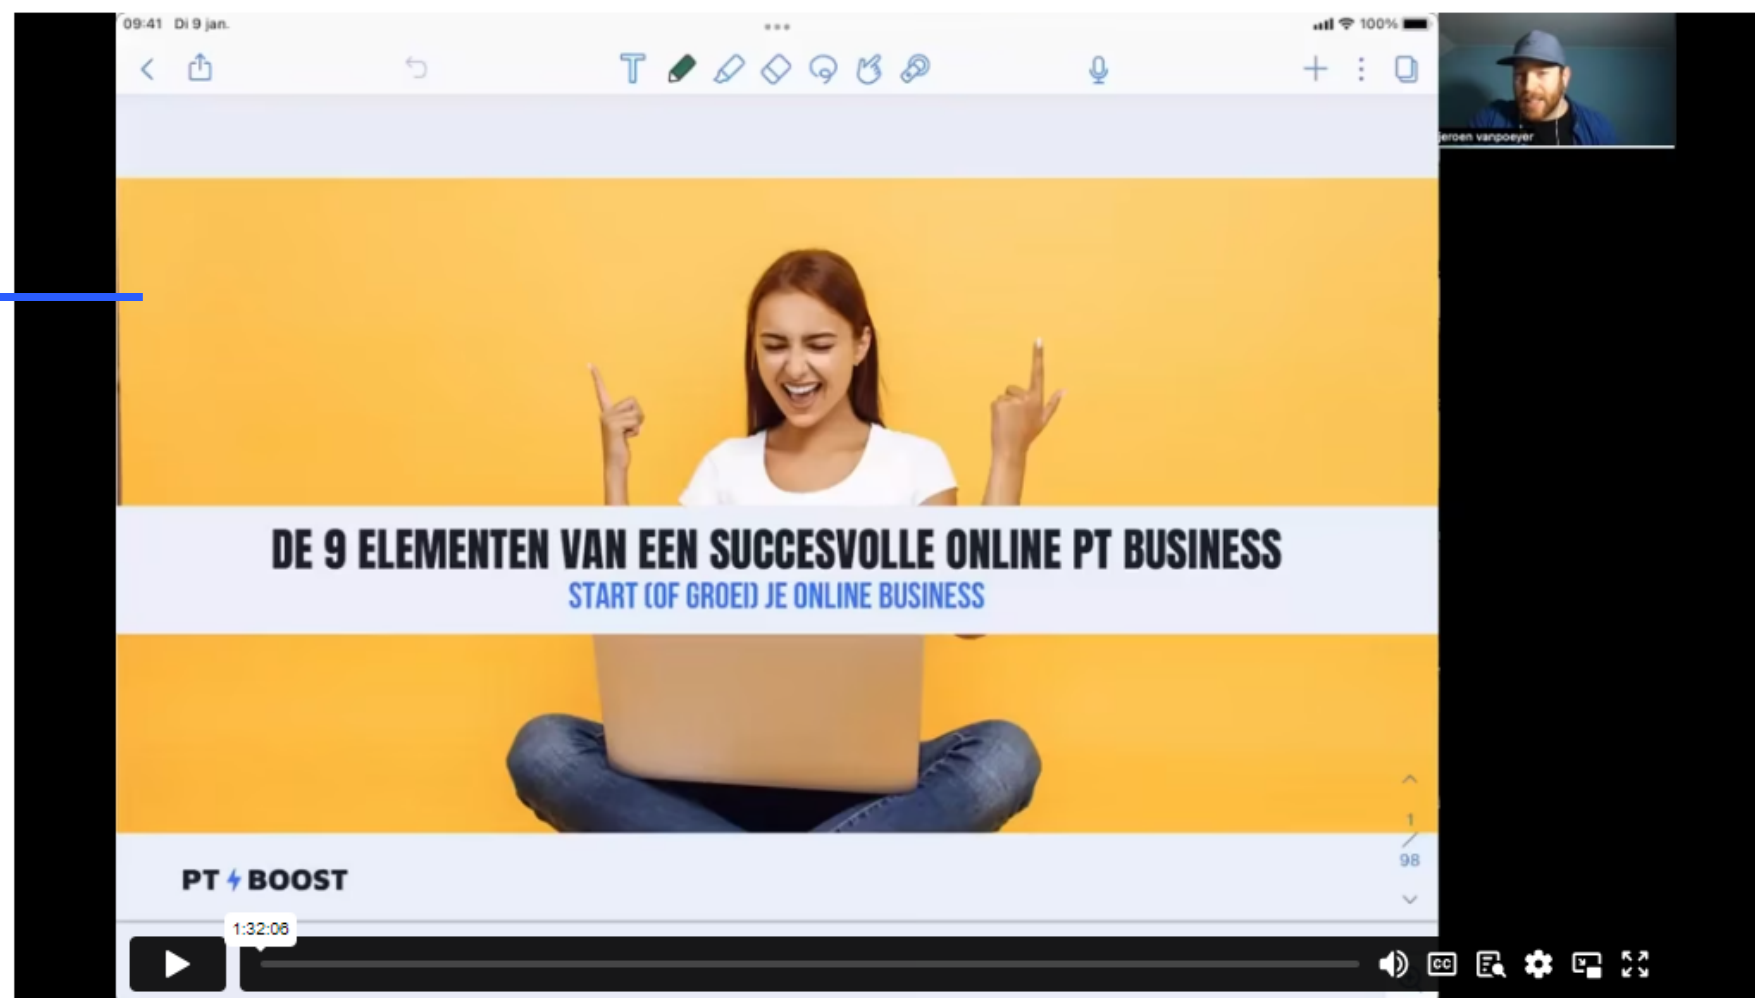 09:41 Di 9 jan.
100%
jeroen vanpoeyer
DE 9 ELEMENTEN VAN EEN SUCCESVOLLE ONLINE PT BUSINESS
START (OF GROEI) JE ONLINE BUSINESS
1
98
PT BOOST
1:32:06
CC